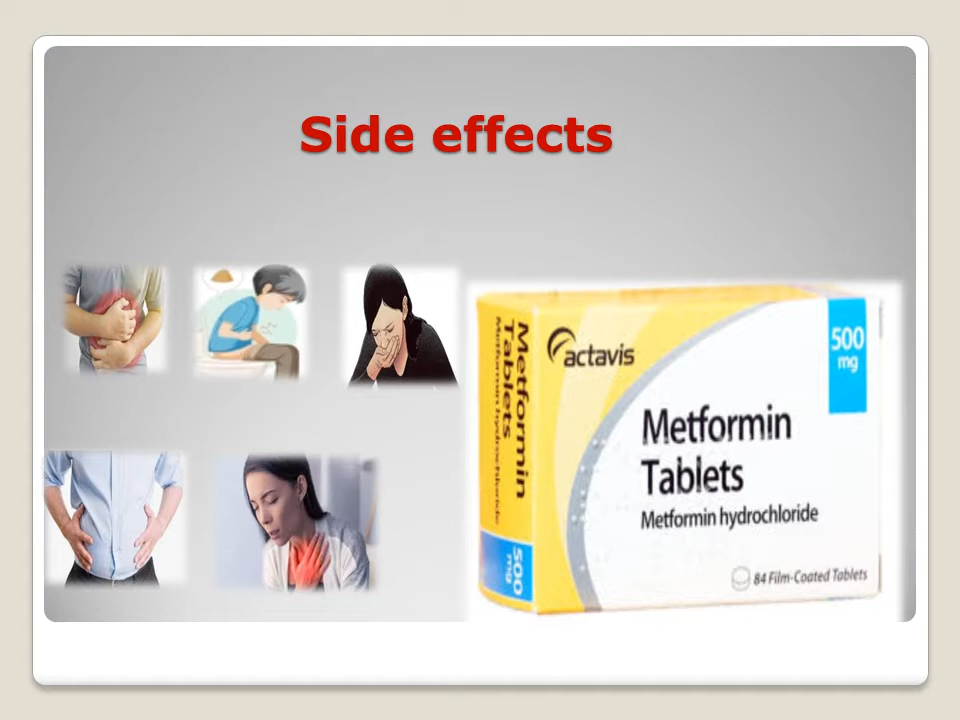 Side effects
Metformin
Tablets
Metformin hydrochloride
500
mg
actavis
500
mg
Metformin
Tablets
Metformin hydrochloride
84 Film-Coated Tablets